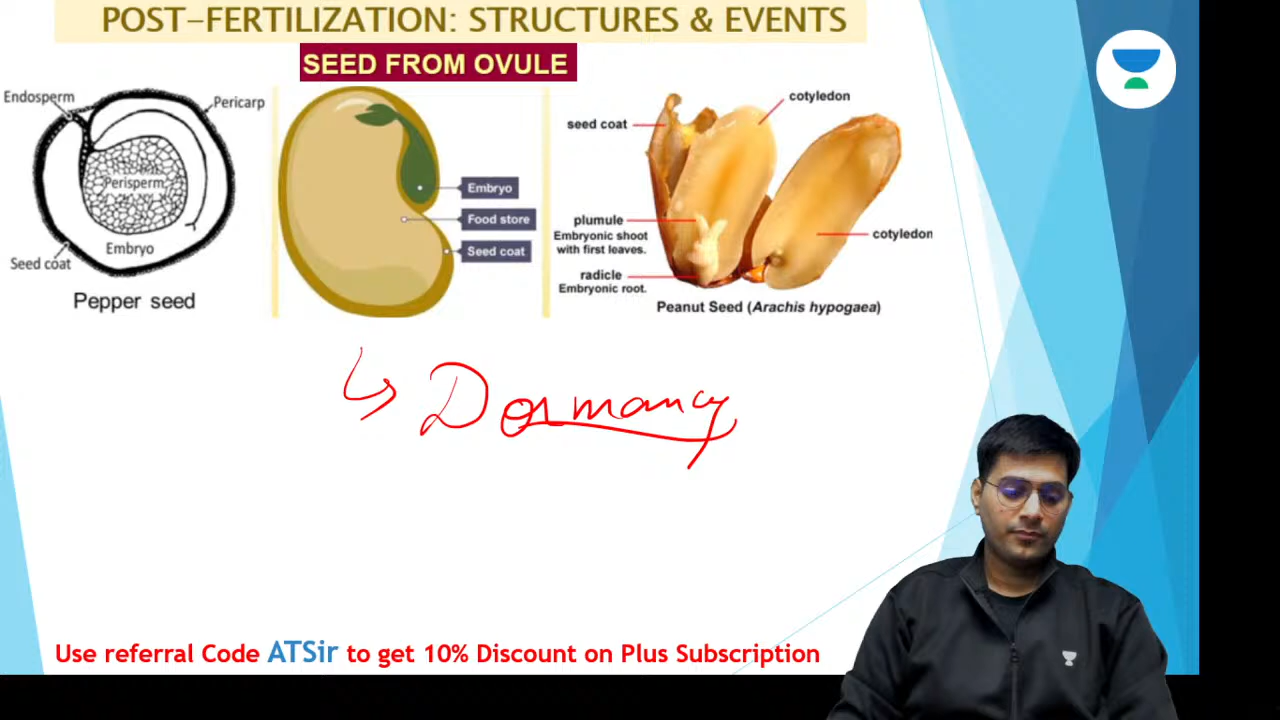 POST-FERTILIZATION: STRUCTURES & EVENTS
SEED FROM OVULE
Endosperm
Pericarp
Perisperm
Embryo
Seed coat
Pepper seed
Embryo
Food store
Seed coat
cotyledon
seed coat
plumule
Embryonic shoot
with first leaves.
cotyledon
radicle
Embryonic root.
Peanut Seed (Arachis hypogaea)
Dormancy
Use referral Code ATSir to get 10% Discount on Plus Subscription